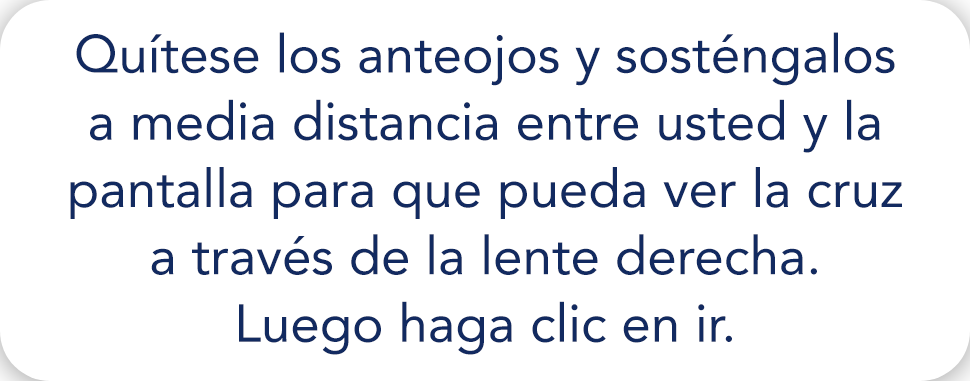 Quítese los anteojos y sosténgalos
a media distancia entre usted y la
pantalla para que pueda ver la cruz
a través de la lente derecha.
Luego haga clic en ir.